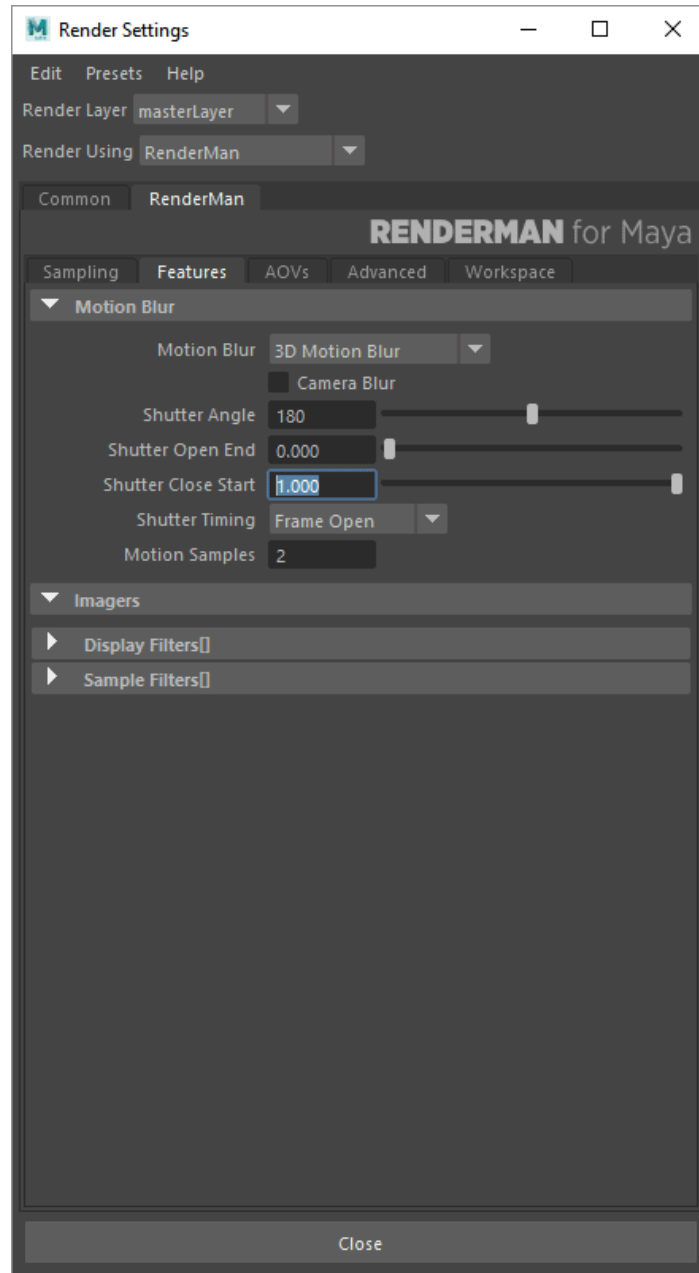 Render Settings
Edit Presets Help
Render Layer masterLayer
Render Using RenderMan
Common RenderMan
RENDERMAN for Maya
Sampling Features AOVs Advanced Workspace
Motion Blur
Motion Blur 3D Motion Blur
Camera Blur
Shutter Angle 180
Shutter Open End 0.000
Shutter Close Start 1.000
Shutter Timing Frame Open
Motion Samples 2
Imagers
Display Filters[]
Sample Filters[]
Close